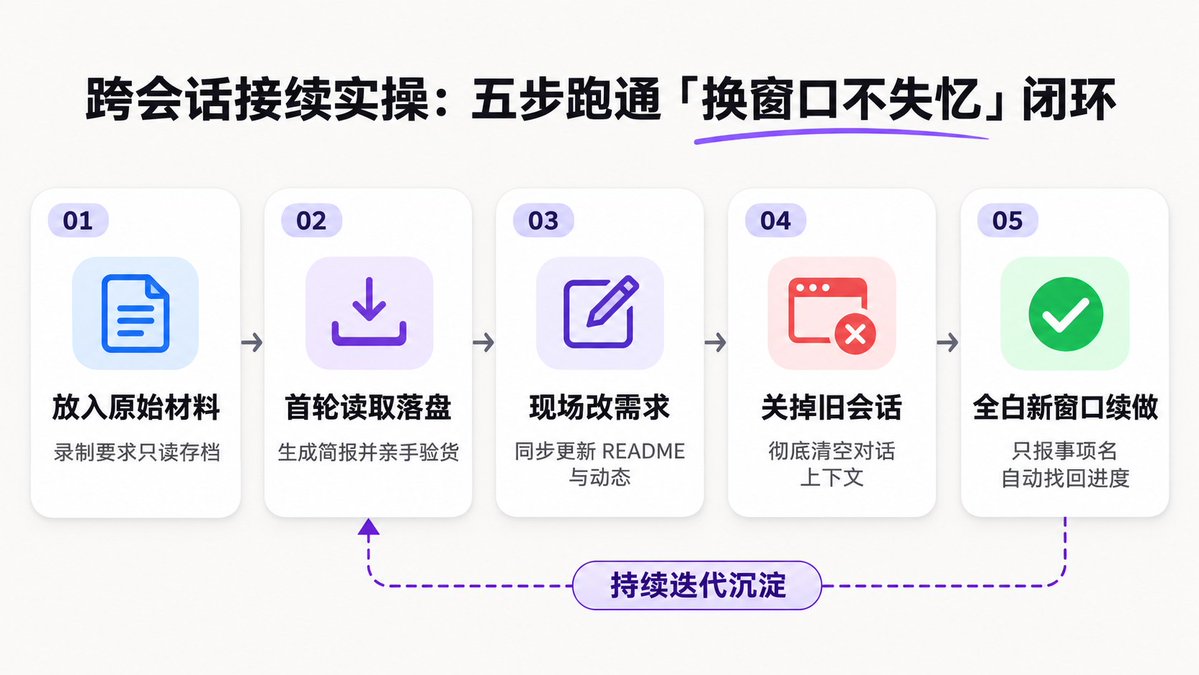 跨会话接续实操：五步跑通「换窗口不失忆」闭环
01
放入原始材料
录制要求只读存档
02
首轮读取落盘
生成简报并亲手验货
03
现场改需求
同步更新 README
与动态
04
关掉旧会话
彻底清空对话
上下文
05
全白新窗口续做
只报事项名
自动找回进度
持续迭代沉淀